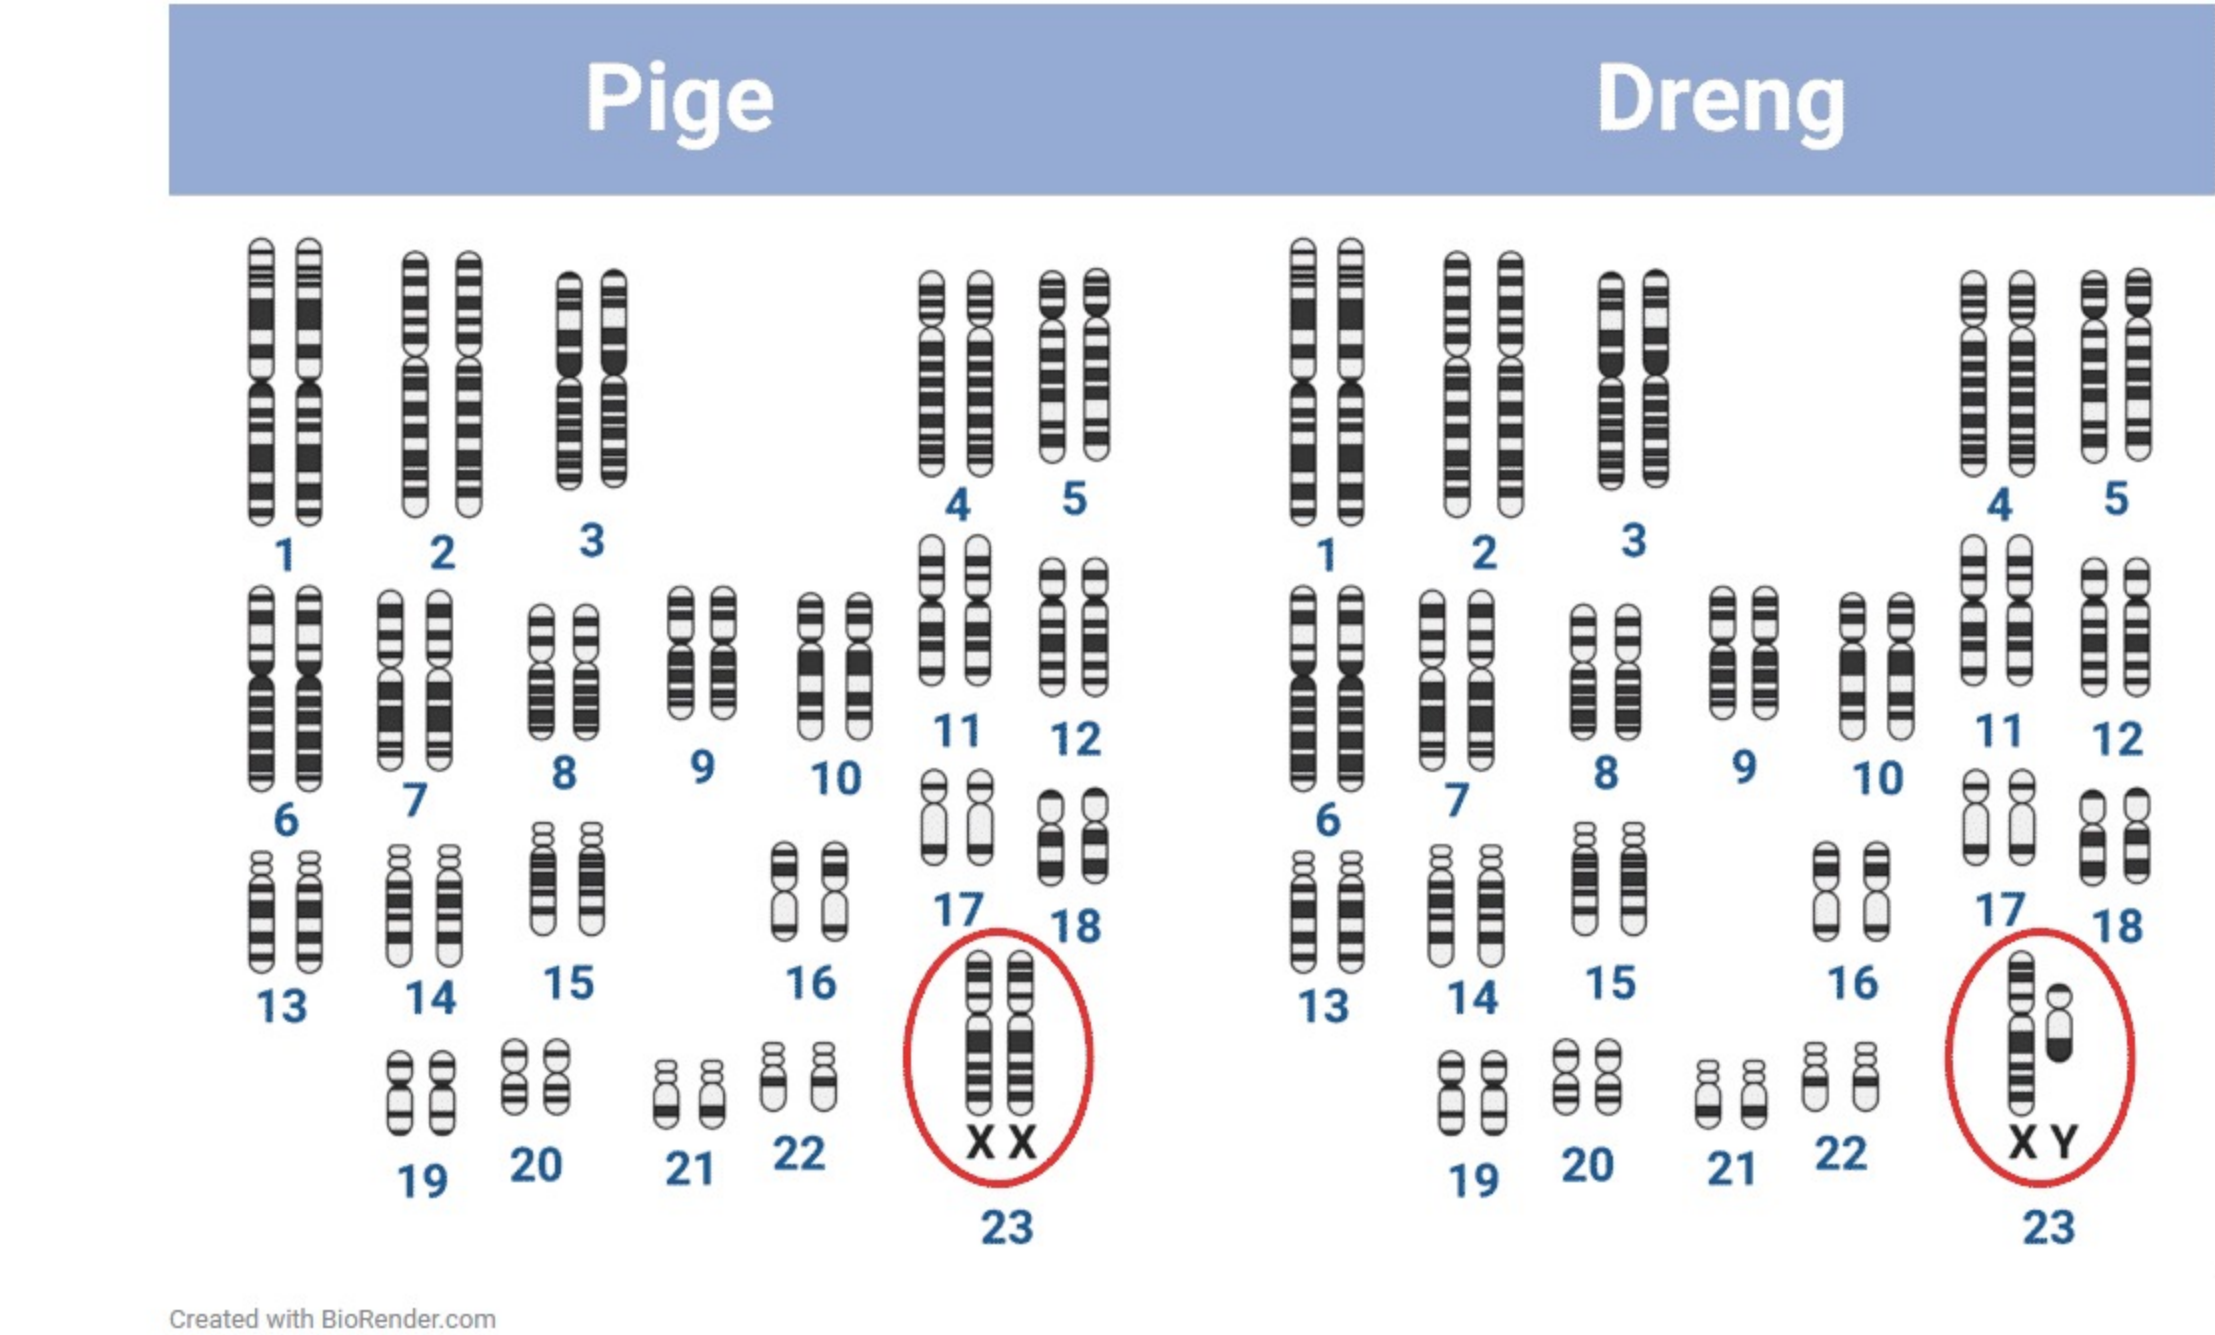 Pige
Dreng
1 2 3 4 5
6 7 8 9 10 11 12
13 14 15 16 17 18
19 20 21 22 X X
23
1 2 3 4 5
6 7 8 9 10 11 12
13 14 15 16 17 18
19 20 21 22 X Y
23
Created with BioRender.com